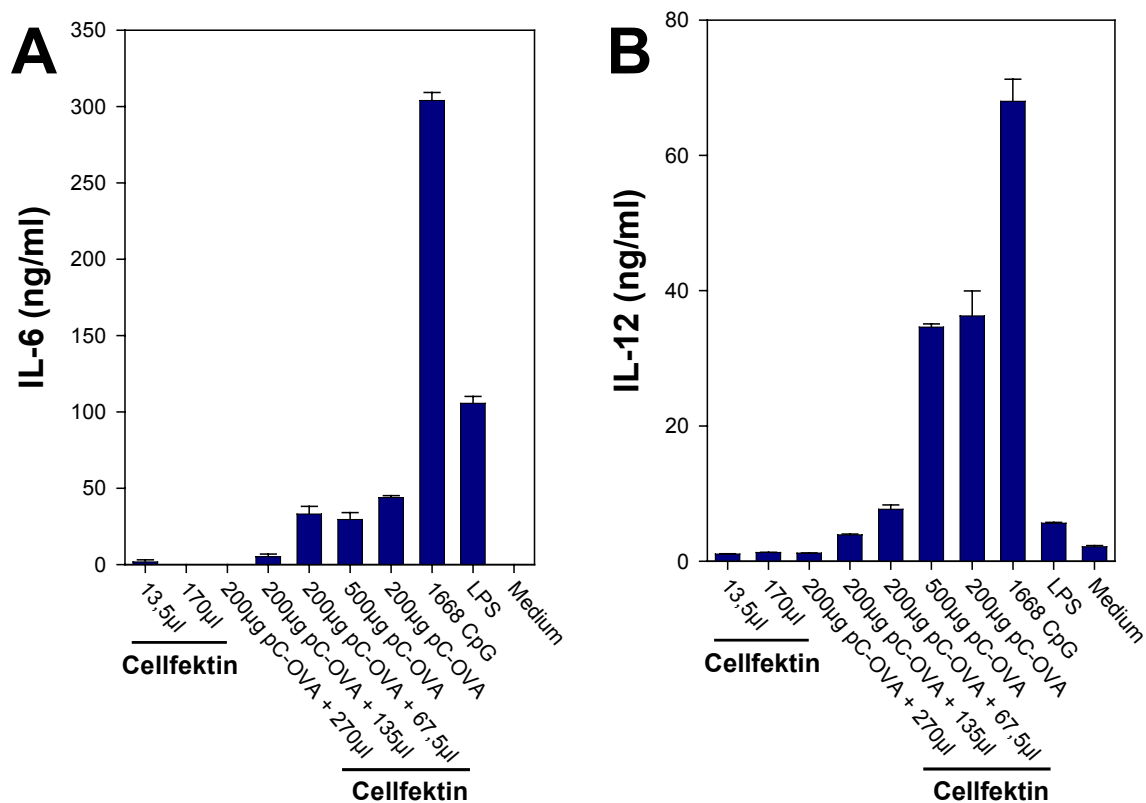 A
350
300
250
200
150
100
50
0
IL-6 (ng/ml)
13,5µl
170µl
200µg pC-OVA + 270µl
200µg pC-OVA + 135µl
200µg pC-OVA + 67,5µl
500µg pC-OVA
200µg pC-OVA
1668 CpG
LPS
Medium
Cellfektin
Cellfektin
B
80
60
40
20
0
IL-12 (ng/ml)
13,5µl
170µl
200µg pC-OVA + 270µl
200µg pC-OVA + 135µl
200µg pC-OVA + 67,5µl
500µg pC-OVA
200µg pC-OVA
1668 CpG
LPS
Medium
Cellfektin
Cellfektin